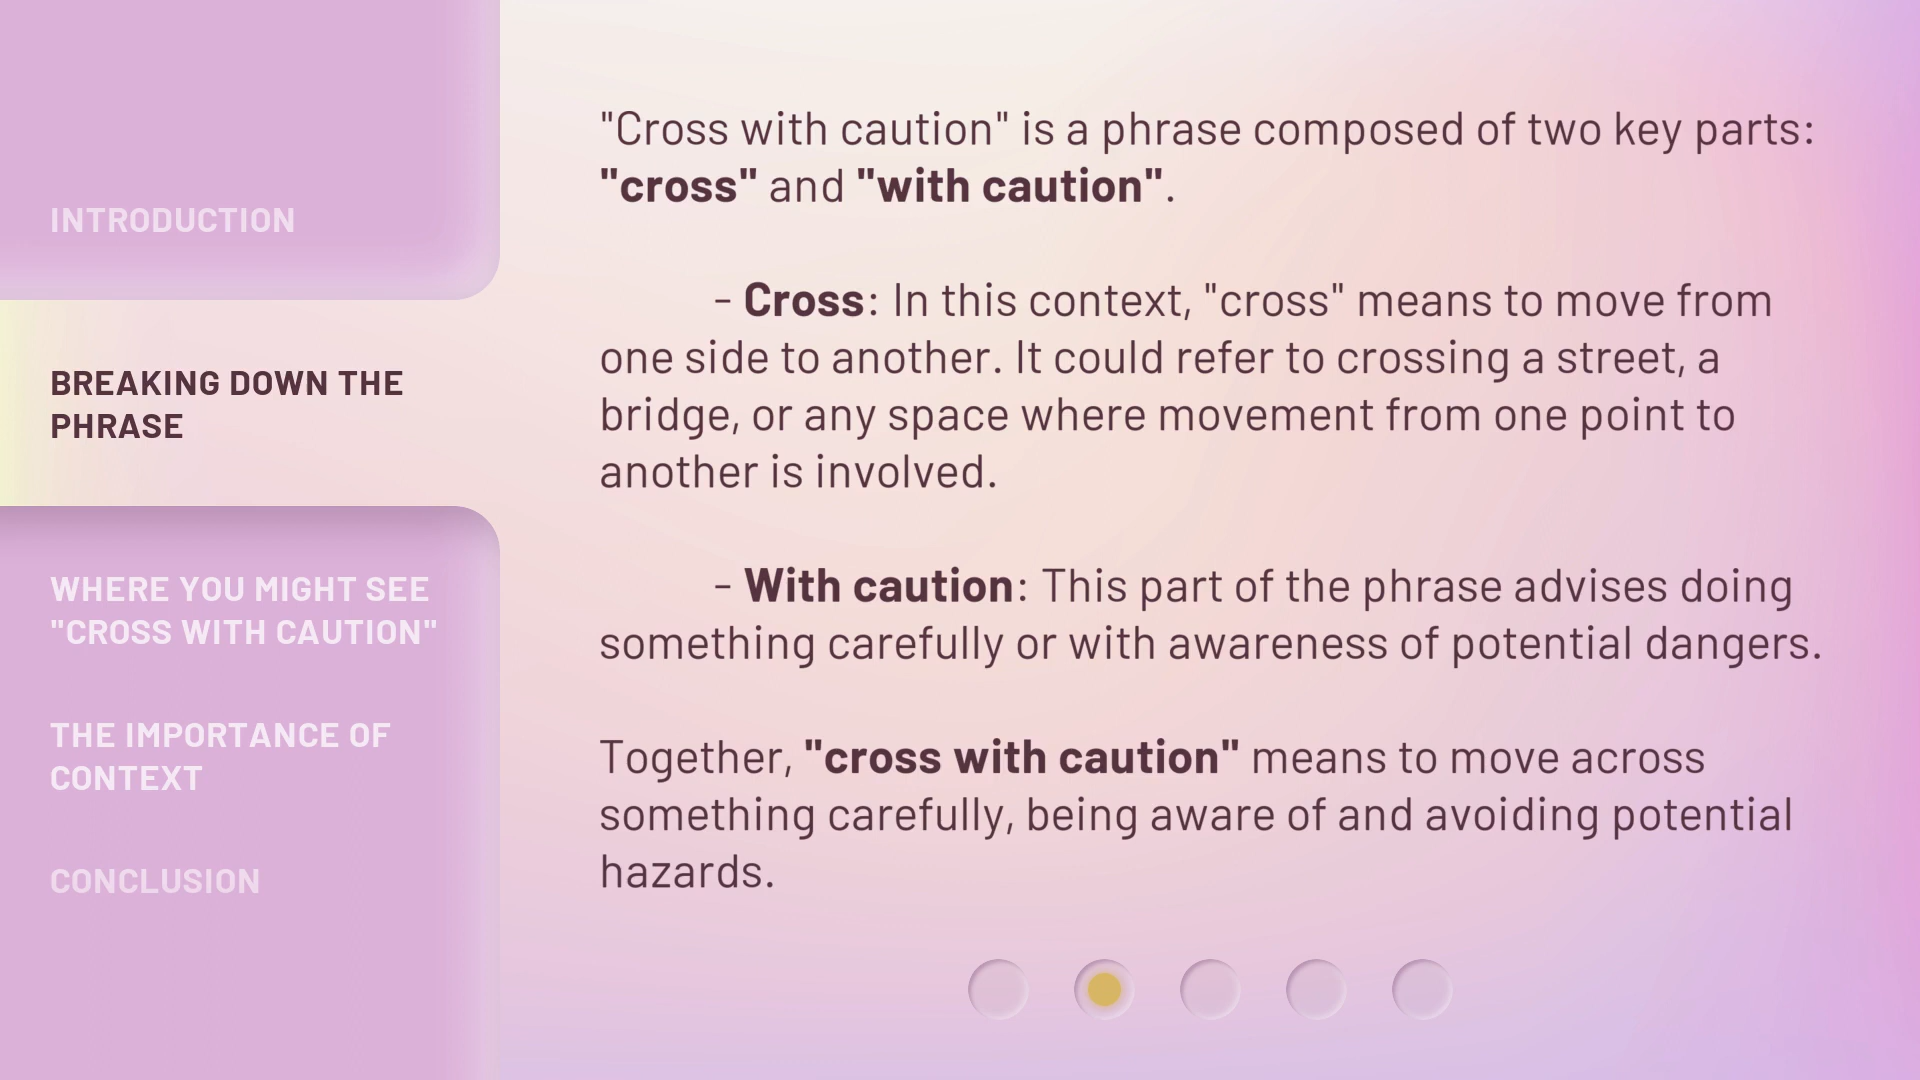 INTRODUCTION
BREAKING DOWN THE
PHRASE
WHERE YOU MIGHT SEE
"CROSS WITH CAUTION"
THE IMPORTANCE OF
CONTEXT
CONCLUSION
"Cross with caution" is a phrase composed of two key parts:
"cross" and "with caution".
- Cross: In this context, "cross" means to move from
one side to another. It could refer to crossing a street, a
bridge, or any space where movement from one point to
another is involved.
- With caution: This part of the phrase advises doing
something carefully or with awareness of potential dangers.
Together, "cross with caution" means to move across
something carefully, being aware of and avoiding potential
hazards.